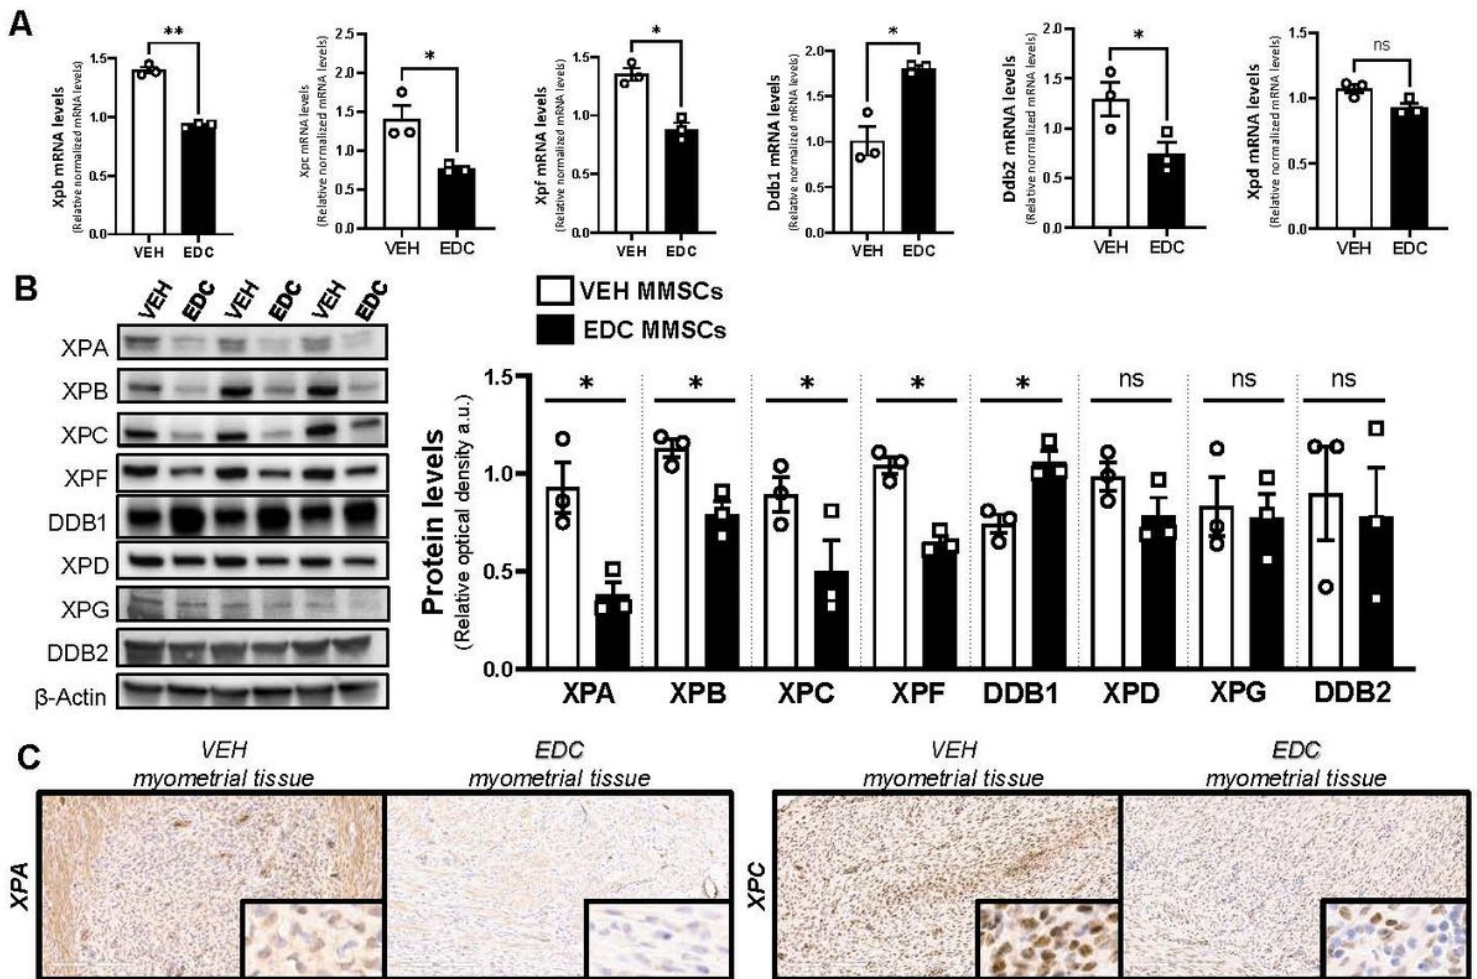 A
**
*
*
*
*
ns
Xpb mRNA levels
(Relative normalized mRNA levels)
1.5
1.0
0.5
0.0
VEH EDC
Xpc mRNA levels
(Relative normalized mRNA levels)
2.5
2.0
1.5
1.0
0.5
0.0
VEH EDC
Xpf mRNA levels
(Relative normalized mRNA levels)
1.5
1.0
0.5
0.0
VEH EDC
Ddb1 mRNA levels
(Relative normalized mRNA levels)
2.0
1.5
1.0
0.5
0.0
VEH EDC
Ddb2 mRNA levels
(Relative normalized mRNA levels)
2.0
1.5
1.0
0.5
0.0
VEH EDC
Xpd mRNA levels
(Relative normalized mRNA levels)
1.5
1.0
0.5
0.0
VEH EDC
B
VEH EDC VEH EDC VEH EDC
XPA
XPB
XPC
XPF
DDB1
XPD
XPG
DDB2
β-Actin
VEH MMSCs
EDC MMSCs
Protein levels
(Relative optical density a.u.)
1.5
1.0
0.5
0.0
* * * * * ns ns ns
XPA XPB XPC XPF DDB1 XPD XPG DDB2
C
VEH
myometrial tissue
EDC
myometrial tissue
VEH
myometrial tissue
EDC
myometrial tissue
XPA
XPC